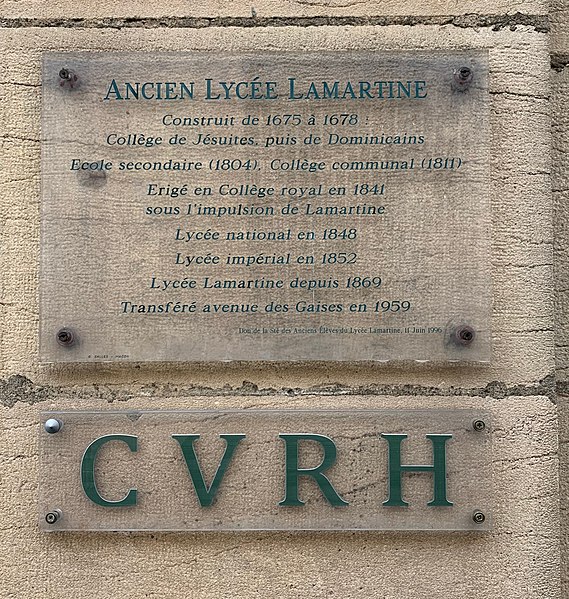 ANCIEN LYCÉE LAMARTINE
Construit de 1675 à 1678 :
Collège de Jésuites, puis de Dominicains
Ecole secondaire (1804), Collège communal (1811)
Erigé en Collège royal en 1841
sous l'impulsion de Lamartine
Lycée national en 1848
Lycée impérial en 1852
Lycée Lamartine depuis 1869
Transféré avenue des Gaises en 1959
Don de la Sté des Anciens Élèves du Lycée Lamartine, 11 Juin 1996
CVRH